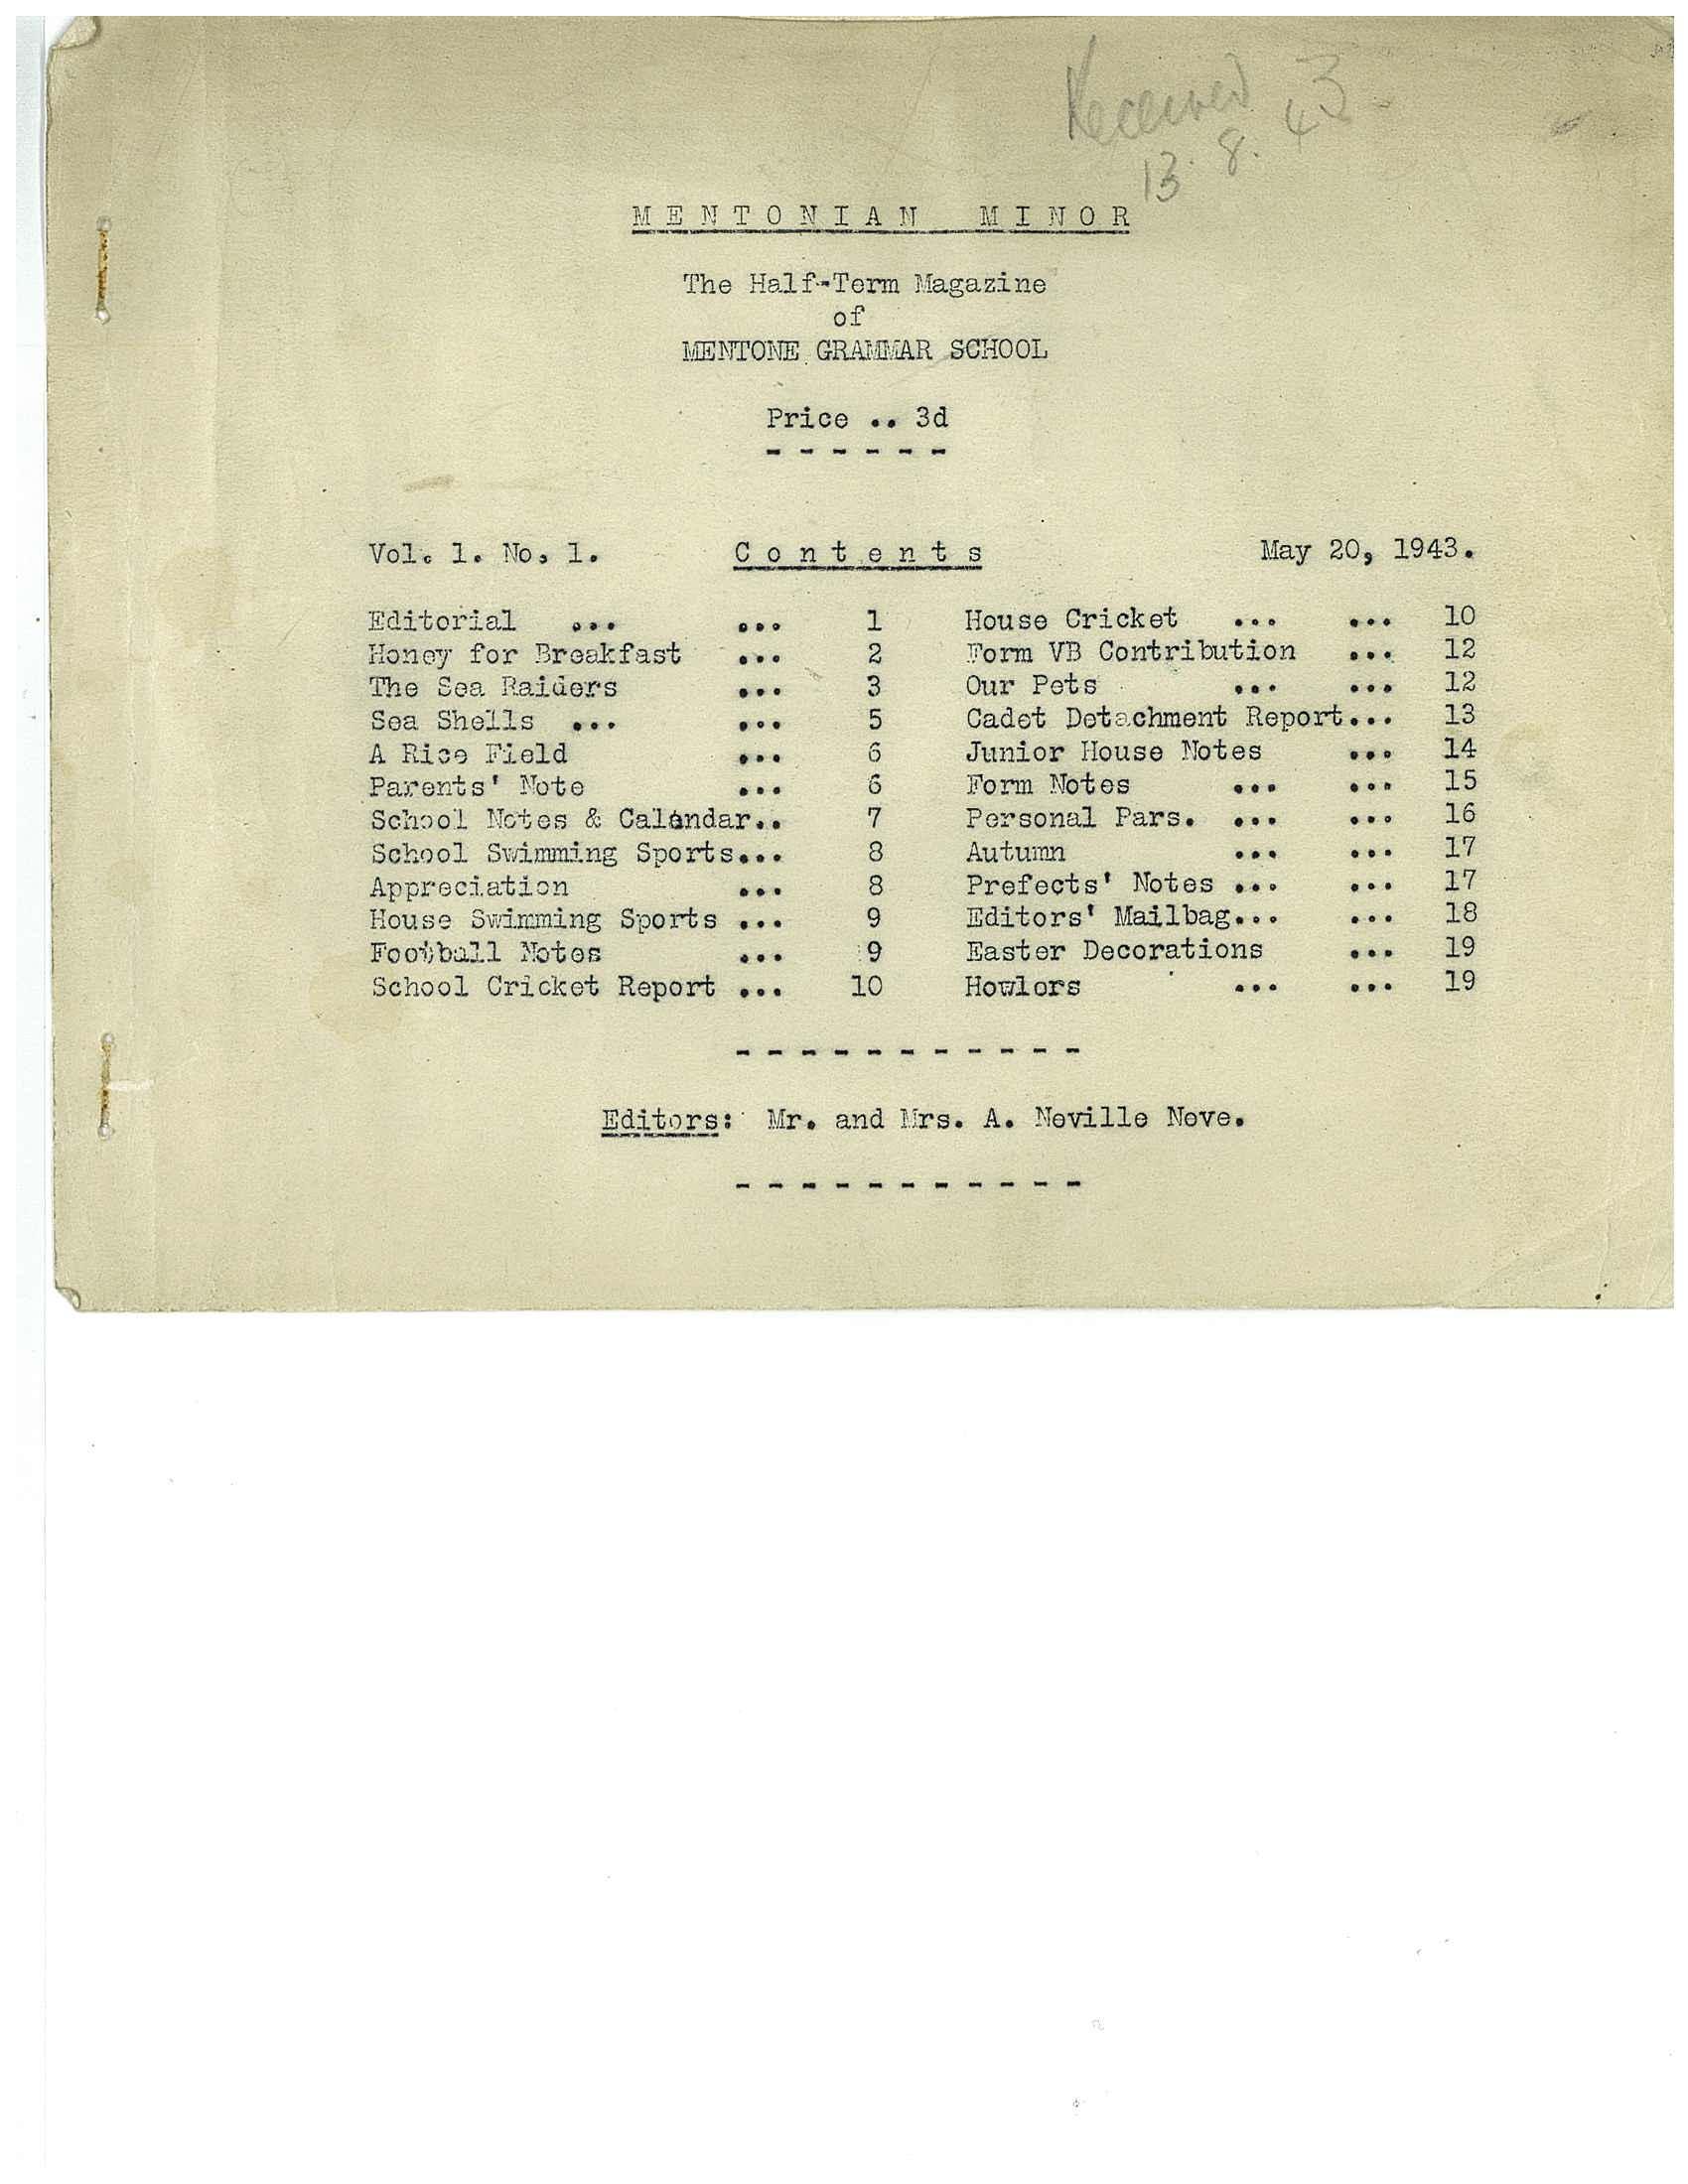 Received
13. 8. 43
MENTONIAN MINOR
The Half-Term Magazine
of
MENTONE GRAMMAR SCHOOL
Price .. 3d
- - - - - -
Vol. 1. No. 1. Contents May 20, 1943.
Editorial ... ... 1 House Cricket ... ... 10
Honey for Breakfast ... 2 Form VB Contribution ... 12
The Sea Raiders ... 3 Our Pets ... ... 12
Sea Shells ... ... 5 Cadet Detachment Report... 13
A Rice Field ... 6 Junior House Notes ... 14
Parents' Note ... 6 Form Notes ... ... 15
School Notes & Calendar.. 7 Personal Pars. ... ... 16
School Swimming Sports... 8 Autumn ... ... 17
Appreciation ... 8 Prefects' Notes ... ... 17
House Swimming Sports ... 9 Editors' Mailbag... ... 18
Football Notes ... 9 Easter Decorations ... 19
School Cricket Report ... 10 Howlers ... ... 19
- - - - - - - - - - -
Editors: Mr. and Mrs. A. Neville Neve.
- - - - - - - - - - -